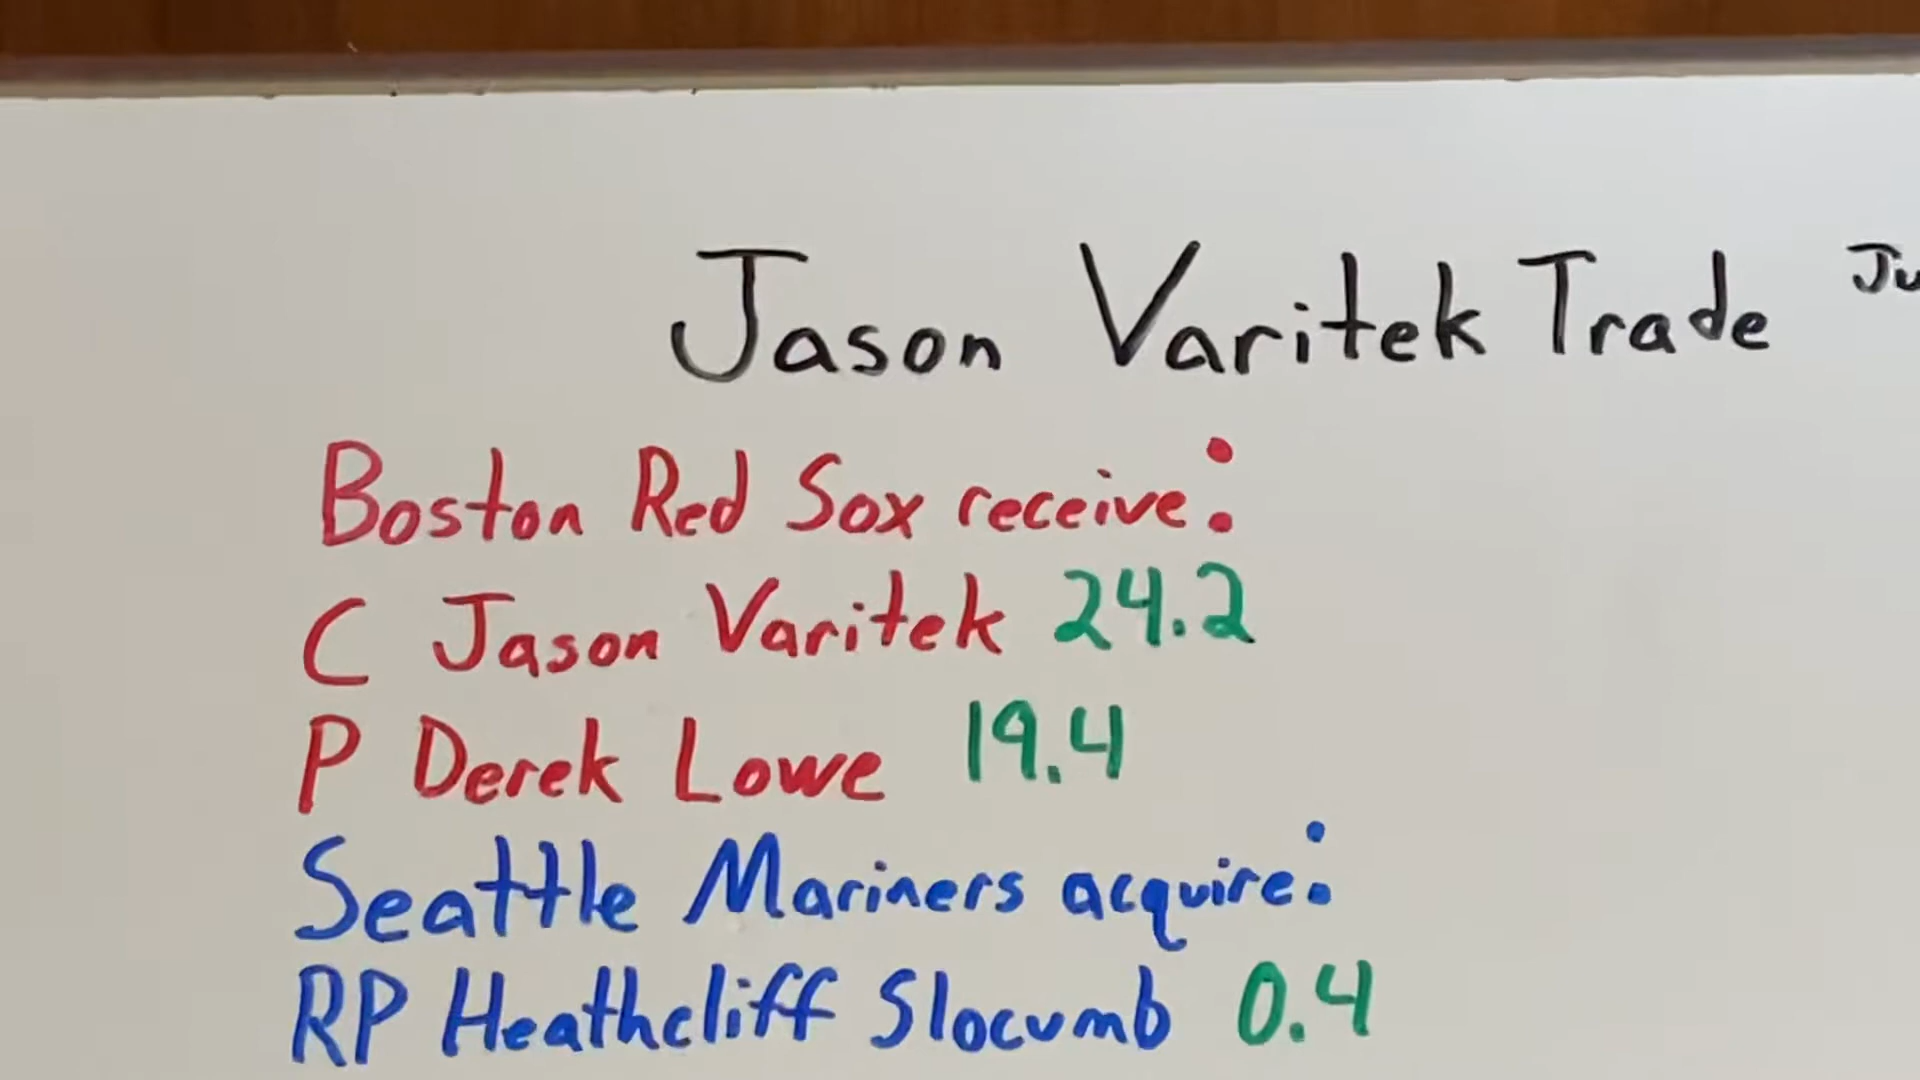 Jason Varitek Trade
Boston Red Sox receive:
C Jason Varitek 24.2
P Derek Lowe 19.4
Seattle Mariners acquire:
RP Heathcliff Slocumb 0.4